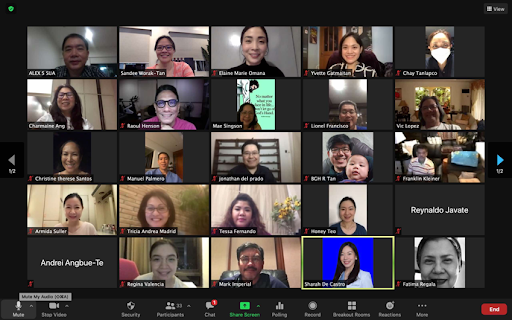 View
ALEX S SUA
Sandee Worak-Tan
Elaine Marie Omana
Yvette Gatmaitan
Chay Tanlapco
Charmaine Ang
Raoul Henson
Mae Singson
Lionel Francisco
Vic Lopez
Christine therese Santos
Manuel Palmero
jonathan del prado
BGH R Tan
Franklin Kleiner
1/2
1/2
Armida Suller
Tricia Andrea Madrid
Tessa Fernando
Honey Teo
Reynaldo Javate
Andrei Angbue-Te
Regina Valencia
Mark Imperial
Sharah De Castro
Fatima Regala
Mute My Audio
Mute
Stop Video
Security
Participants
Chat
Share Screen
Polling
Record
Breakout Rooms
Reactions
More
End